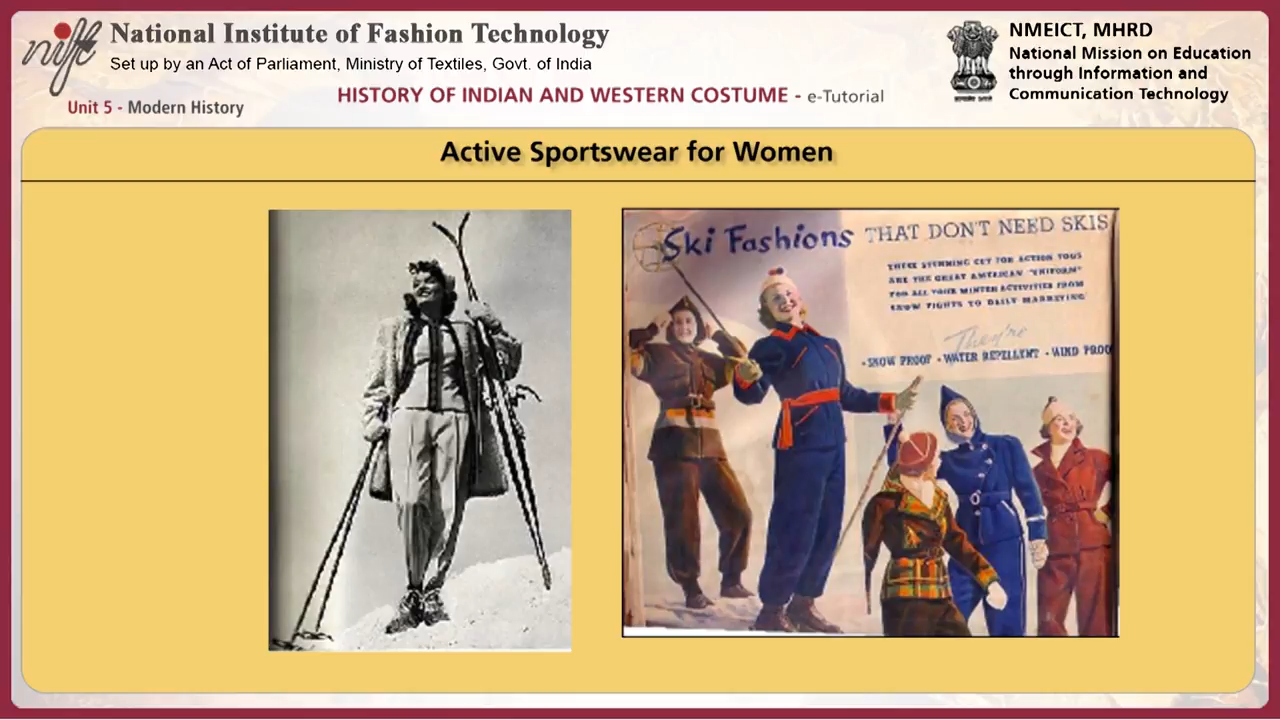 nift
National Institute of Fashion Technology
Set up by an Act of Parliament, Ministry of Textiles, Govt. of India
Unit 5 - Modern History
HISTORY OF INDIAN AND WESTERN COSTUME - e-Tutorial
NMEICT, MHRD
National Mission on Education
through Information and
Communication Technology
Active Sportswear for Women
Ski Fashions THAT DON'T NEED SKIS
THESE STUNNING CUT FOR ACTION TOGS
ARE THE GREAT AMERICAN "UNIFORM"
FOR ALL YOUR WINTER ACTIVITIES FROM
SNOW FIGHTS TO DAILY MARKETING
They're
• SNOW PROOF • WATER REPELLENT • WIND PROO